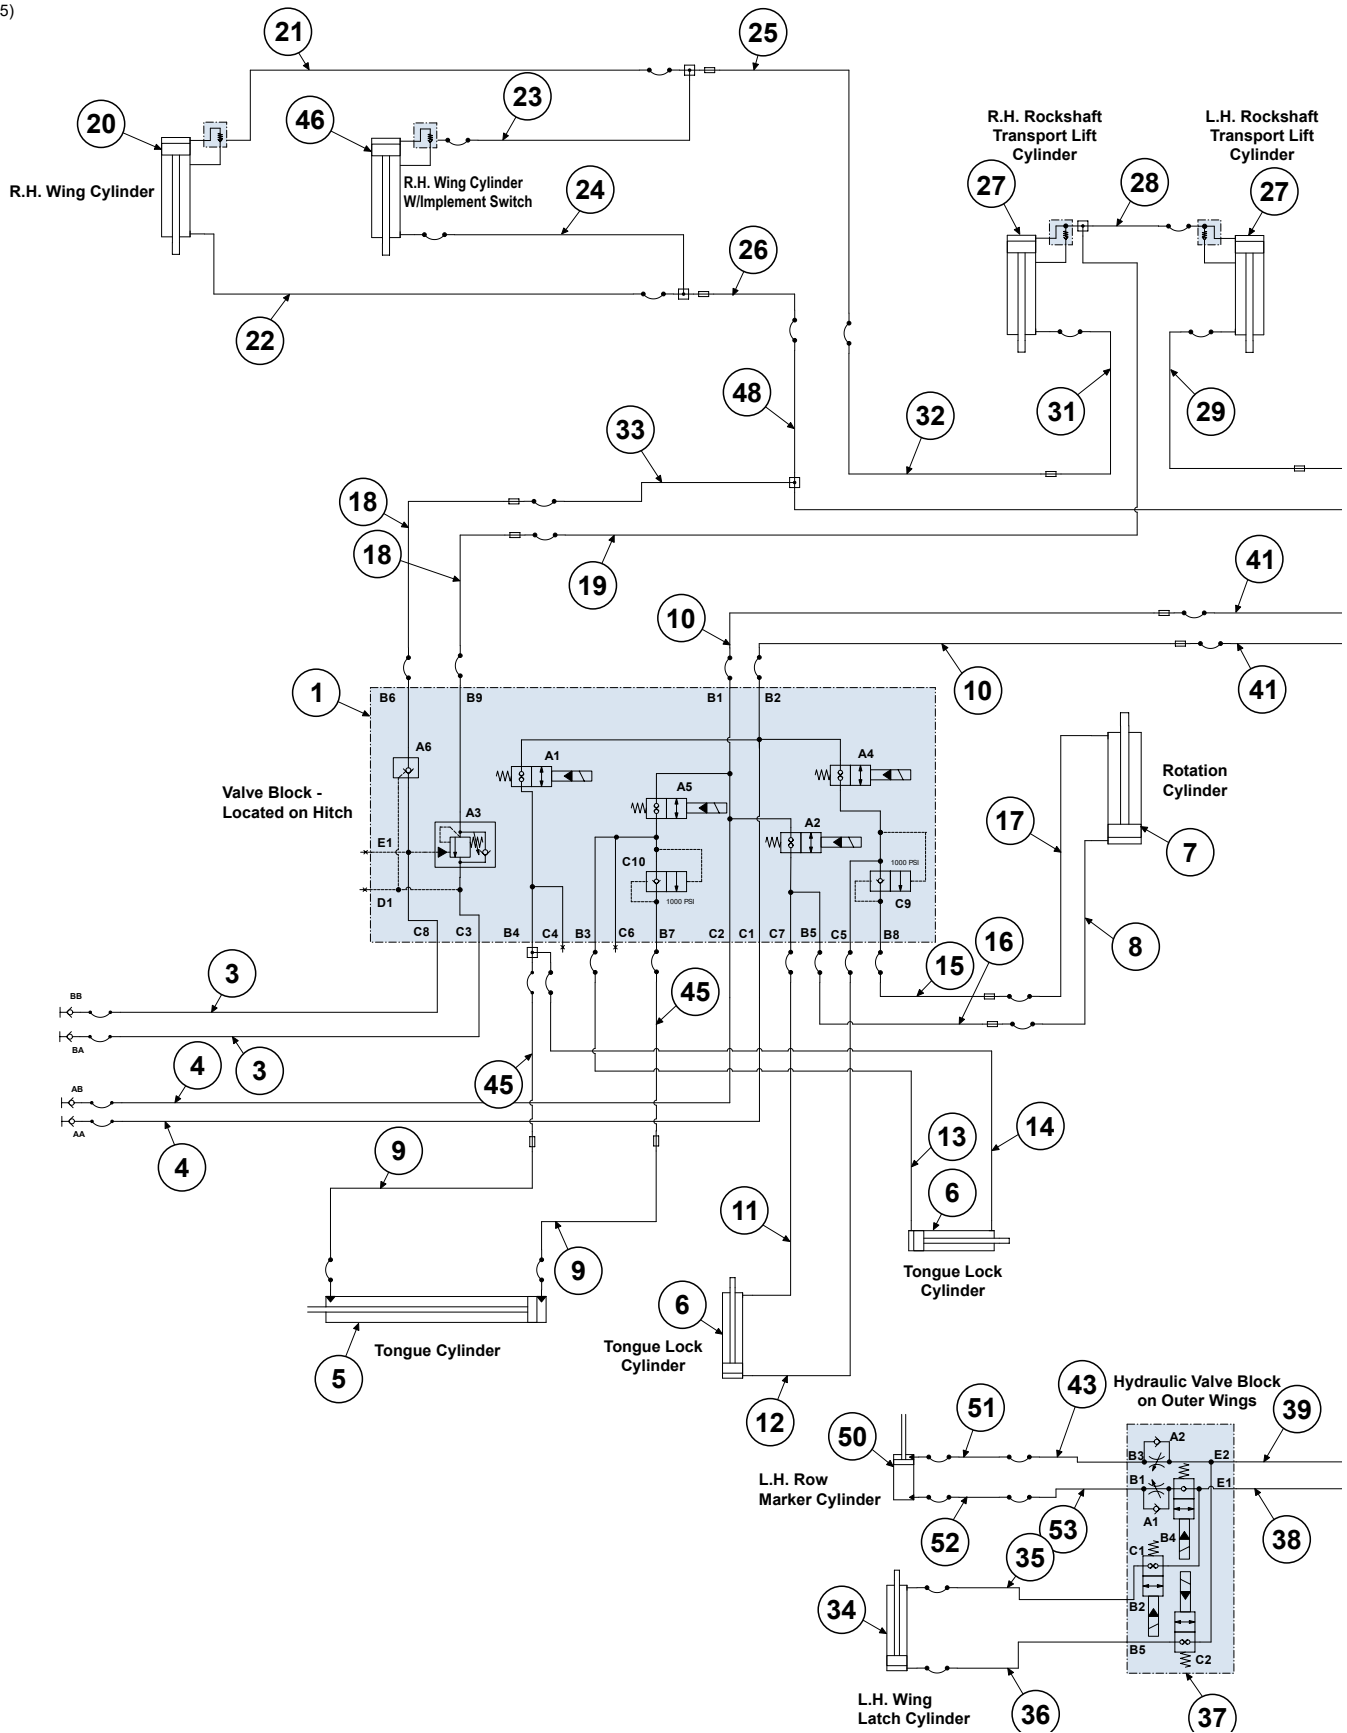 5)
21
25
20
46
23
R.H. Rockshaft
Transport Lift
Cylinder
L.H. Rockshaft
Transport Lift
Cylinder
R.H. Wing Cylinder
R.H. Wing Cylinder
W/Implement Switch
24
27
28
27
26
22
48
31
29
33
32
18
18
19
41
10
10
41
1
B6
B9
B1
B2
A6
A1
A4
Rotation
Cylinder
Valve Block -
Located on Hitch
A5
A3
A2
17
7
E1
C10
1000 PSI
1000 PSI
C9
D1
C8
C3
B4
C4
B3
C6
B7
C2
C1
C7
B5
C5
B8
8
16
15
3
45
BB
BA
3
4
45
AB
AA
4
9
13
14
6
11
9
Tongue Lock
Cylinder
6
Tongue Cylinder
Tongue Lock
Cylinder
5
12
43
Hydraulic Valve Block
on Outer Wings
51
39
50
A2
B3
E2
L.H. Row
Marker Cylinder
B1
E1
A1
52
53
B4
38
35
C1
34
B2
B5
C2
L.H. Wing
Latch Cylinder
36
37